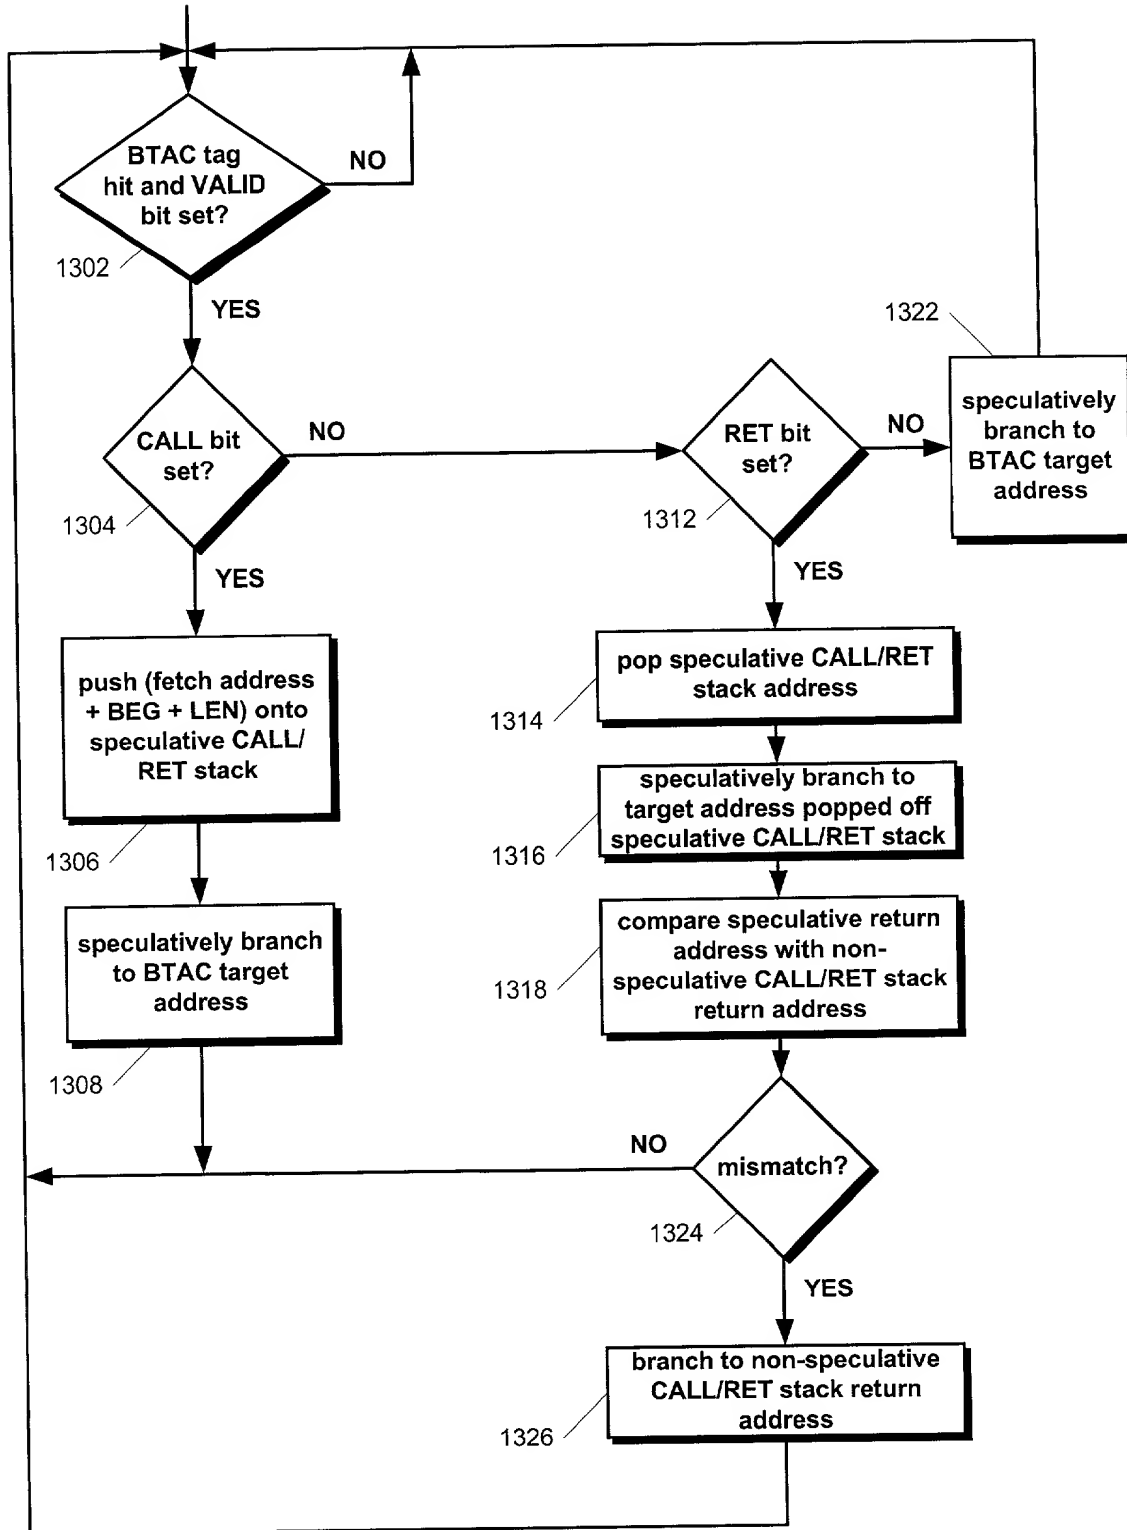 BTAC tag
hit and VALID
bit set?
NO
1302
YES
CALL bit
set?
NO
1304
YES
RET bit
set?
NO
1312
YES
1322
speculatively
branch to
BTAC target
address
push (fetch address
+ BEG + LEN) onto
speculative CALL/
RET stack
1306
speculatively branch
to BTAC target
address
1308
pop speculative CALL/RET
stack address
1314
speculatively branch to
target address popped off
speculative CALL/RET stack
1316
compare speculative return
address with non-
speculative CALL/RET stack
return address
1318
mismatch?
NO
1324
YES
branch to non-speculative
CALL/RET stack return
address
1326